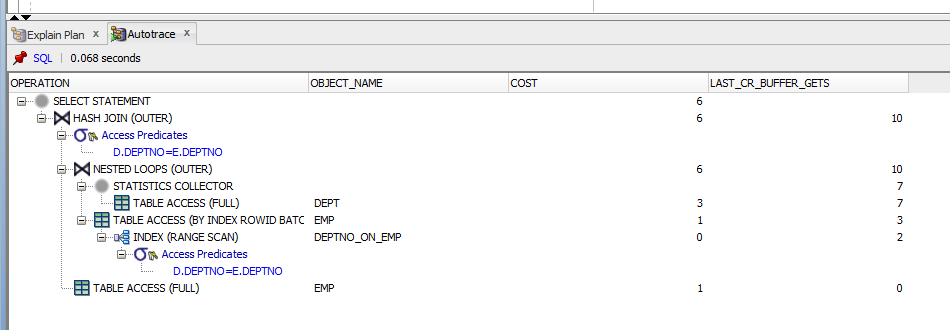 Explain Plan x Autotrace x
SQL | 0.068 seconds
OPERATION OBJECT_NAME COST LAST_CR_BUFFER_GETS
SELECT STATEMENT 6
HASH JOIN (OUTER) 6 10
Access Predicates
D.DEPTNO=E.DEPTNO
NESTED LOOPS (OUTER) 6 10
STATISTICS COLLECTOR 7
TABLE ACCESS (FULL) DEPT 3 7
TABLE ACCESS (BY INDEX ROWID BATC EMP 1 3
INDEX (RANGE SCAN) DEPTNO_ON_EMP 0 2
Access Predicates
D.DEPTNO=E.DEPTNO
TABLE ACCESS (FULL) EMP 1 0